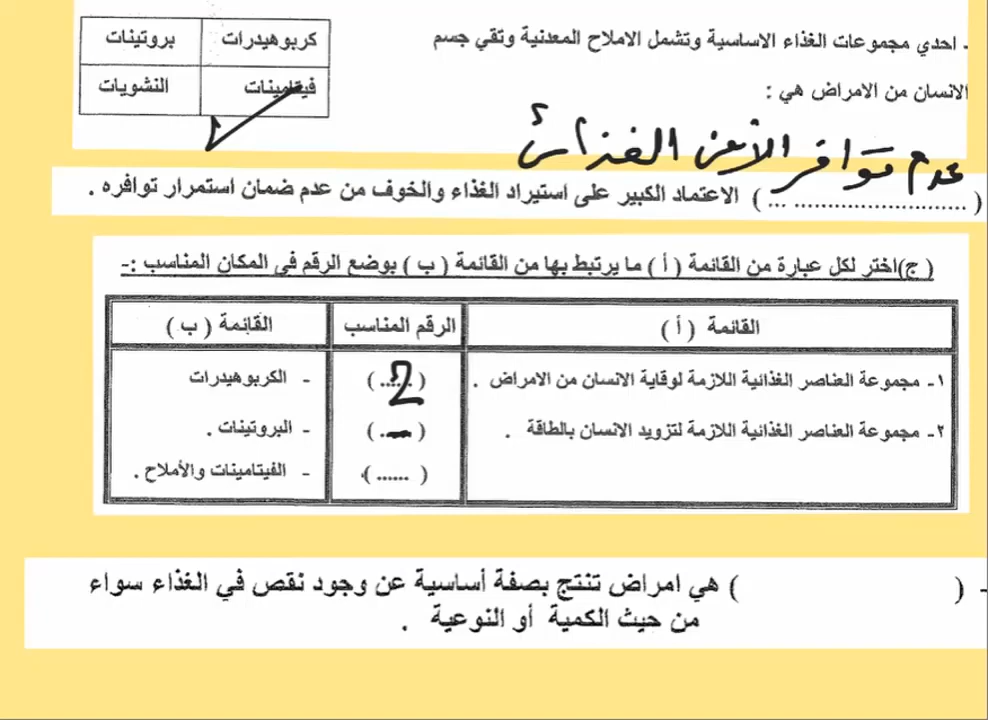 - احدي مجموعات الغذاء الاساسية وتشمل الاملاح المعدنية وتقي جسم
الانسان من الامراض هي :
كربوهيدرات بروتينات
فيتامينات النشويات
عدم توافر الأمن الغذائي
( ........................ ... ) الاعتماد الكبير على استيراد الغذاء والخوف من عدم ضمان استمرار توافره .
( ج)اختر لكل عبارة من القائمة ( أ ) ما يرتبط بها من القائمة ( ب ) بوضع الرقم في المكان المناسب :-
القائمة ( أ ) الرقم المناسب القائمة ( ب )
١- مجموعة العناصر الغذائية اللازمة لوقاية الانسان من الامراض . (..2..) - الكربوهيدرات
٢- مجموعة العناصر الغذائية اللازمة لتزويد الانسان بالطاقة . (.–.) - البروتينات .
(......) - الفيتامينات والأملاح .
- ( ) هي امراض تنتج بصفة أساسية عن وجود نقص في الغذاء سواء
من حيث الكمية أو النوعية .